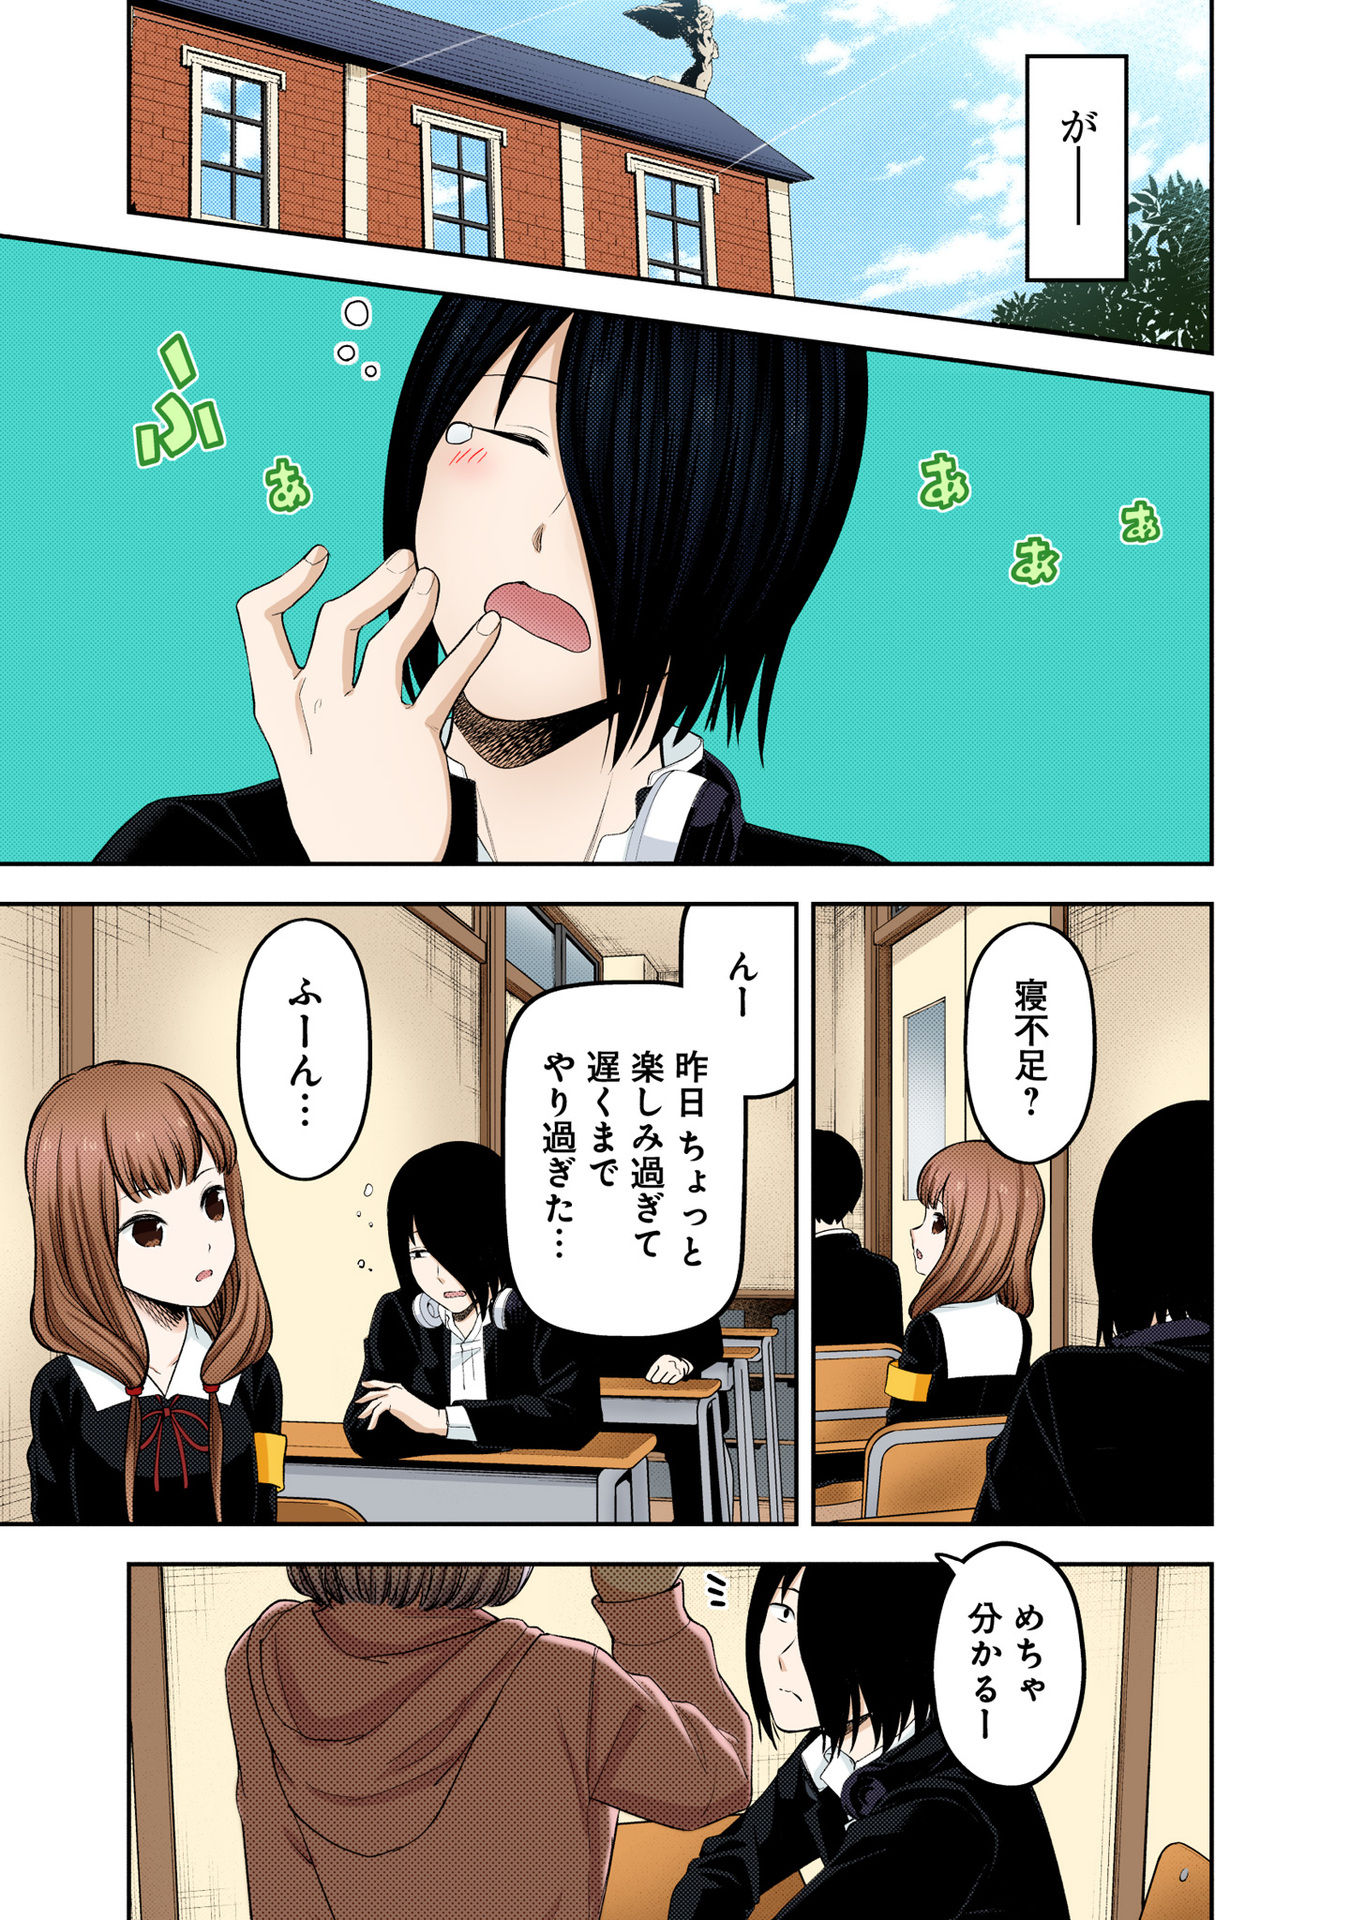 がー
ふぁぁぁぁ
寝不足?
んー
昨日ちょっと
楽しみ過ぎて
遅くまで
やり過ぎた…
ふーん…
めちゃ
分かるー